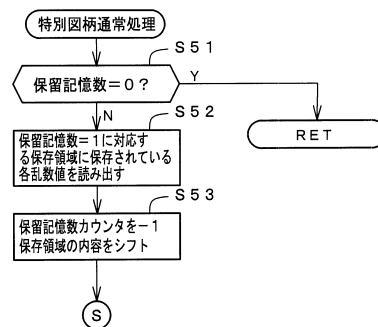 特別図柄通常処理
S51
保留記憶数=0?
Y
N
RET
S52
保留記憶数=1に対応す
る保存領域に保存されている
各乱数値を読み出す
S53
保留記憶数カウンタを-1
保存領域の内容をシフト
S